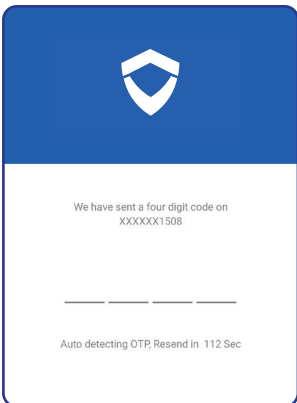 We have sent a four digit code on
XXXXXX1508
Auto detecting OTP, Resend in 112 Sec